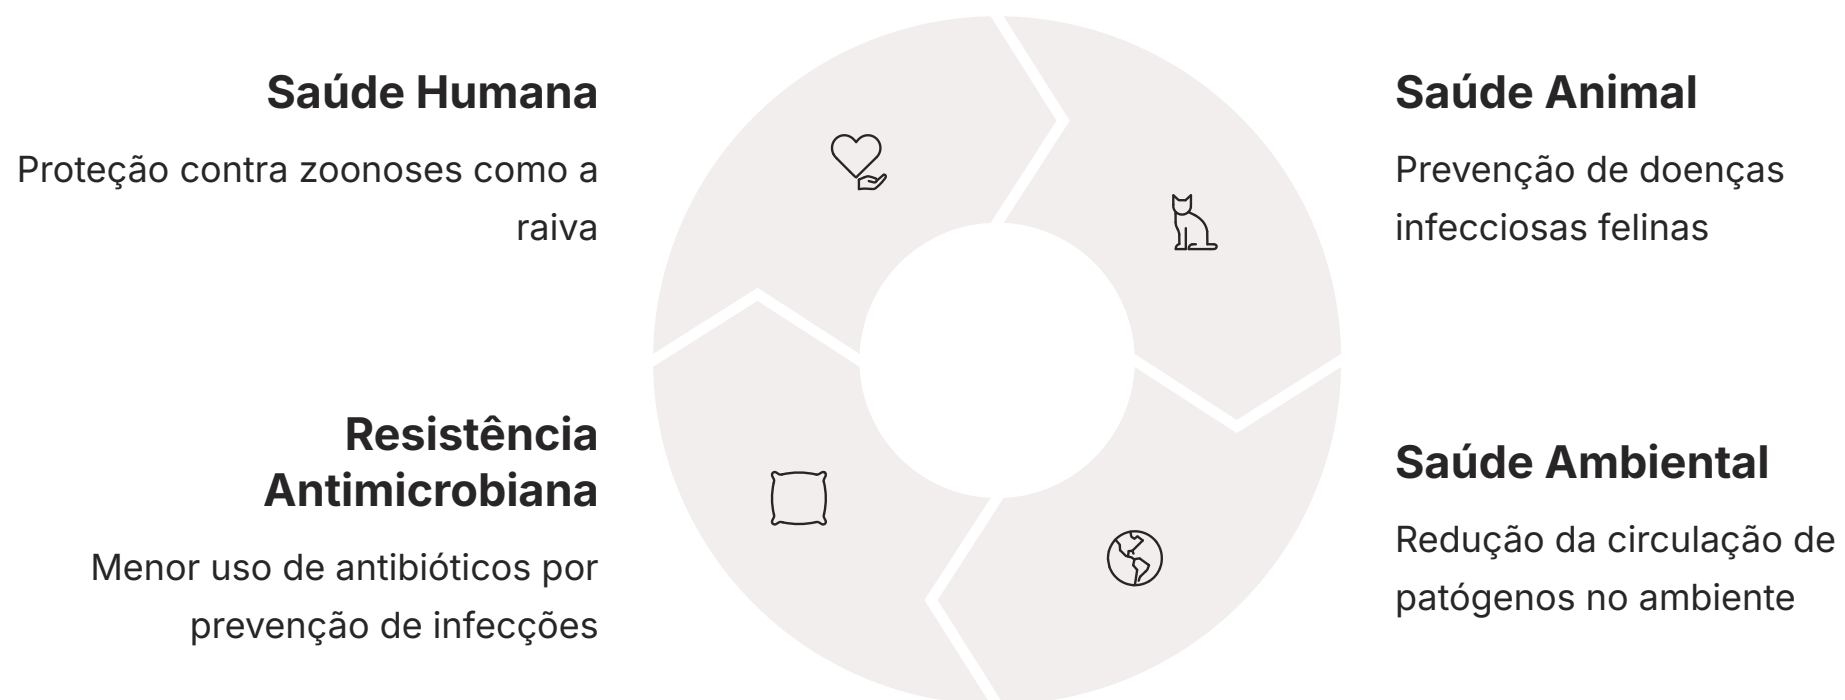 Saúde Humana
Proteção contra zoonoses como a
raiva
Saúde Animal
Prevenção de doenças
infecciosas felinas
Resistência
Antimicrobiana
Menor uso de antibióticos por
prevenção de infecções
Saúde Ambiental
Redução da circulação de
patógenos no ambiente